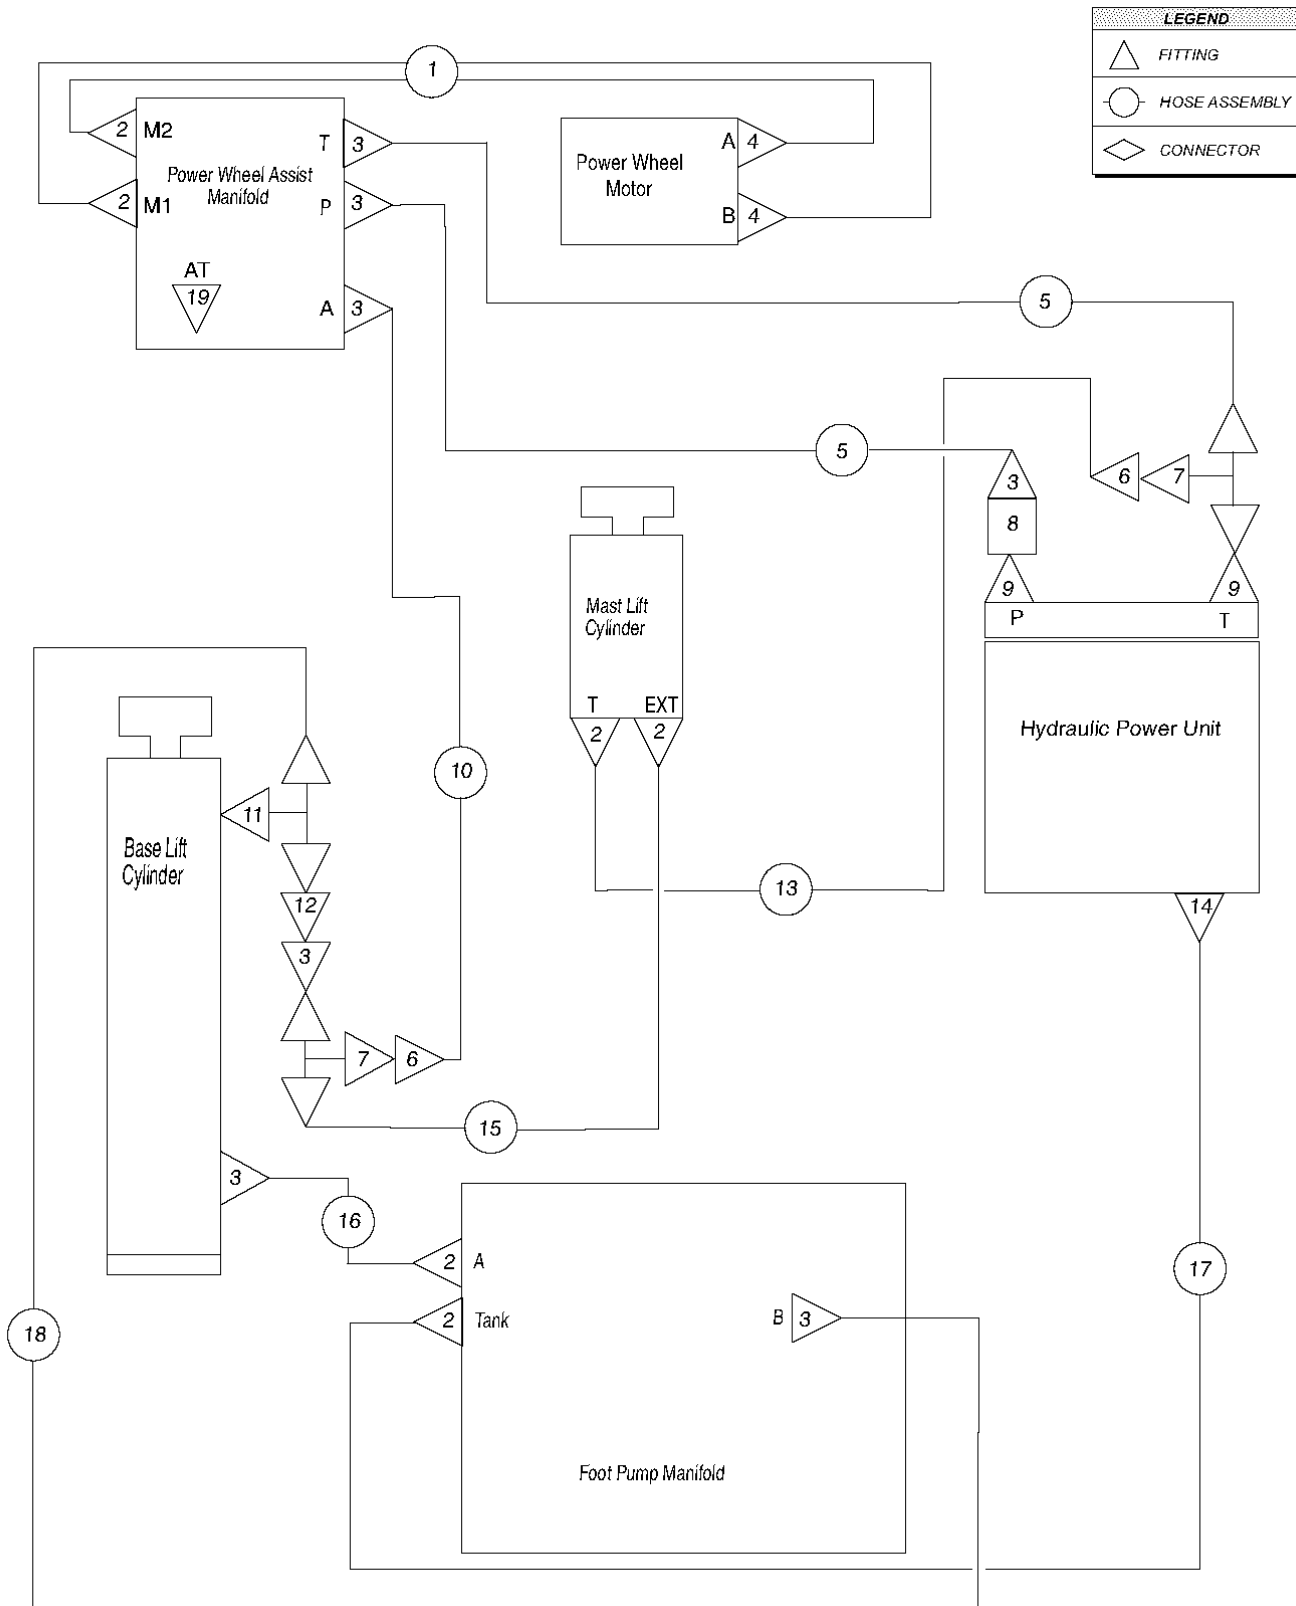 LEGEND
FITTING
HOSE ASSEMBLY
CONNECTOR
1
2
M2
T
3
Power Wheel Assist
Manifold
2
M1
P
3
AT
19
A
3
Power Wheel
Motor
A
4
B
4
5
5
6
7
3
8
9
9
P
T
Hydraulic Power Unit
14
Mast Lift
Cylinder
T
EXT
2
2
10
11
Base Lift
Cylinder
12
3
7
6
13
15
3
16
2
A
2
Tank
B
3
Foot Pump Manifold
17
18